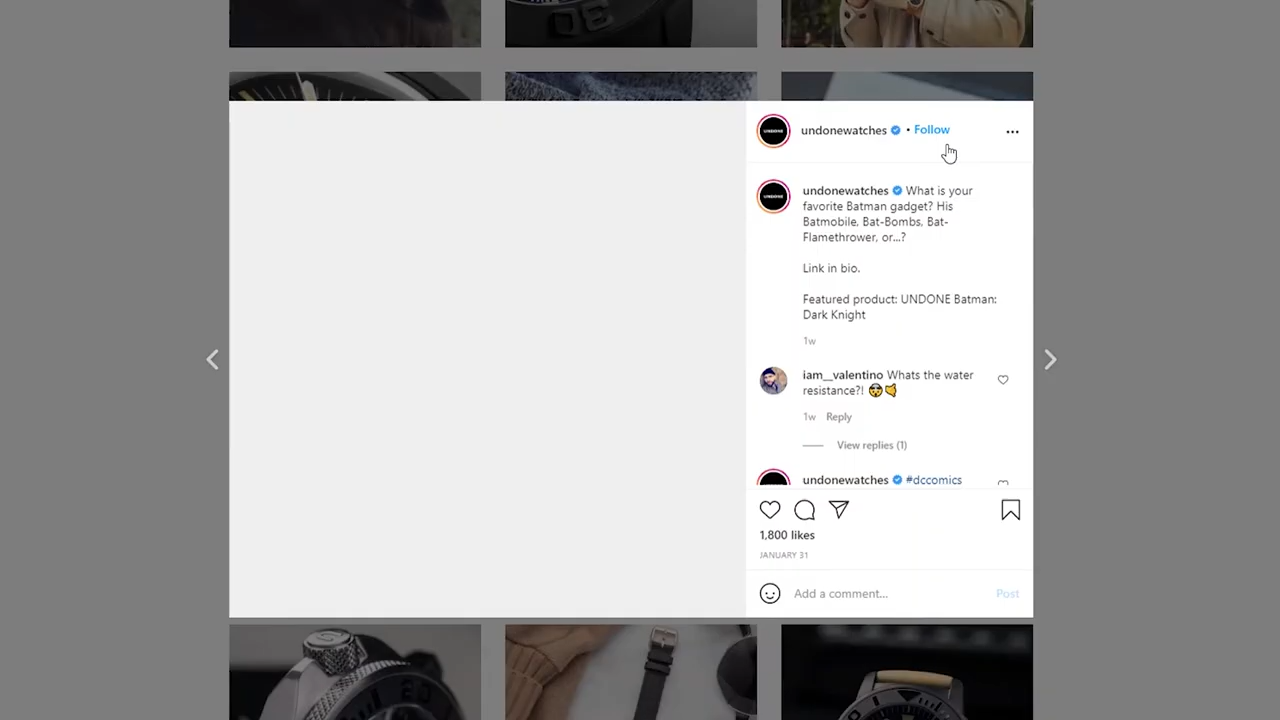 undonewatches • Follow
undonewatches What is your
favorite Batman gadget? His
Batmobile, Bat-Bombs, Bat-
Flamethrower, or...?
Link in bio.
Featured product: UNDONE Batman:
Dark Knight
1w
iam__valentino Whats the water
resistance?! 😲🤙
1w Reply
View replies (1)
undonewatches #dccomics
1,800 likes
JANUARY 31
Add a comment... Post